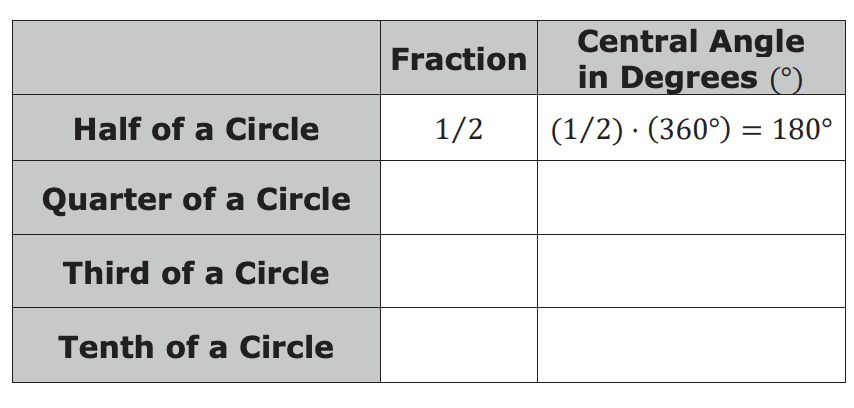 Fraction
Central Angle
in Degrees (°)
Half of a Circle
1/2
(1/2) · (360°) = 180°
Quarter of a Circle
Third of a Circle
Tenth of a Circle